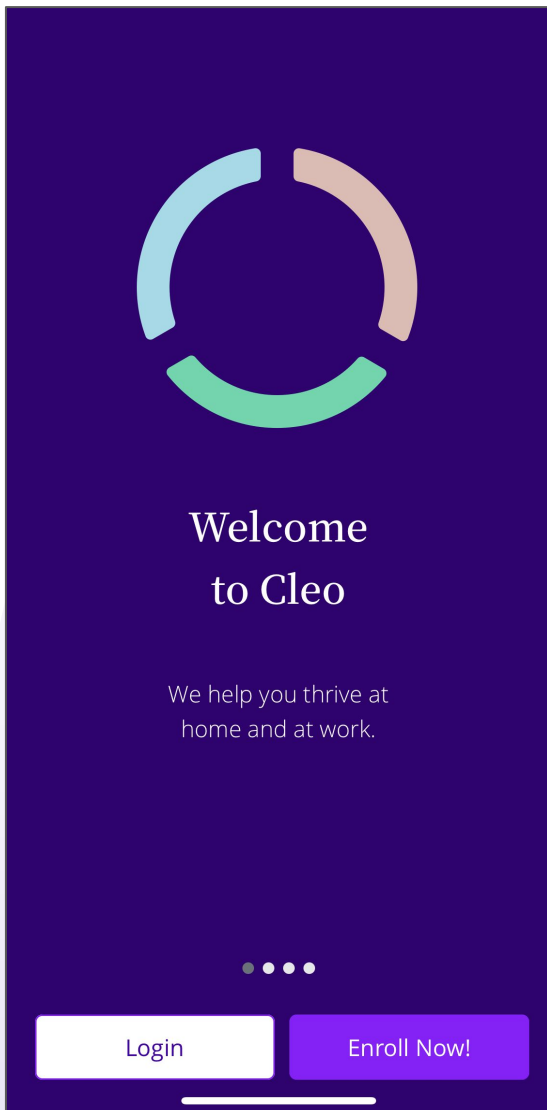 Welcome
to Cleo
We help you thrive at
home and at work.
Login
Enroll Now!